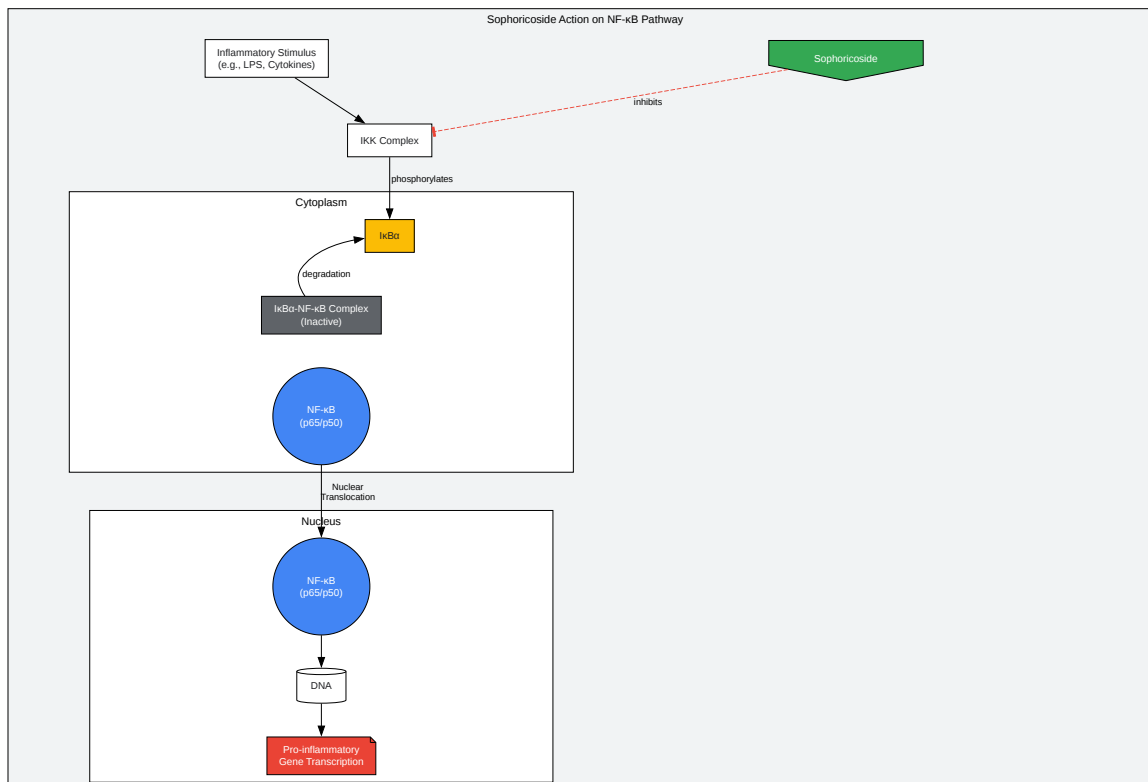 Sophoricoside Action on NF-κB Pathway
Inflammatory Stimulus
(e.g., LPS, Cytokines)
Sophoricoside
inhibits
IKK Complex
phosphorylates
Cytoplasm
IκBα
degradation
IκBα-NF-κB Complex
(Inactive)
NF-κB
(p65/p50)
Nuclear
Translocation
Nucleus
NF-κB
(p65/p50)
DNA
Pro-inflammatory
Gene Transcription